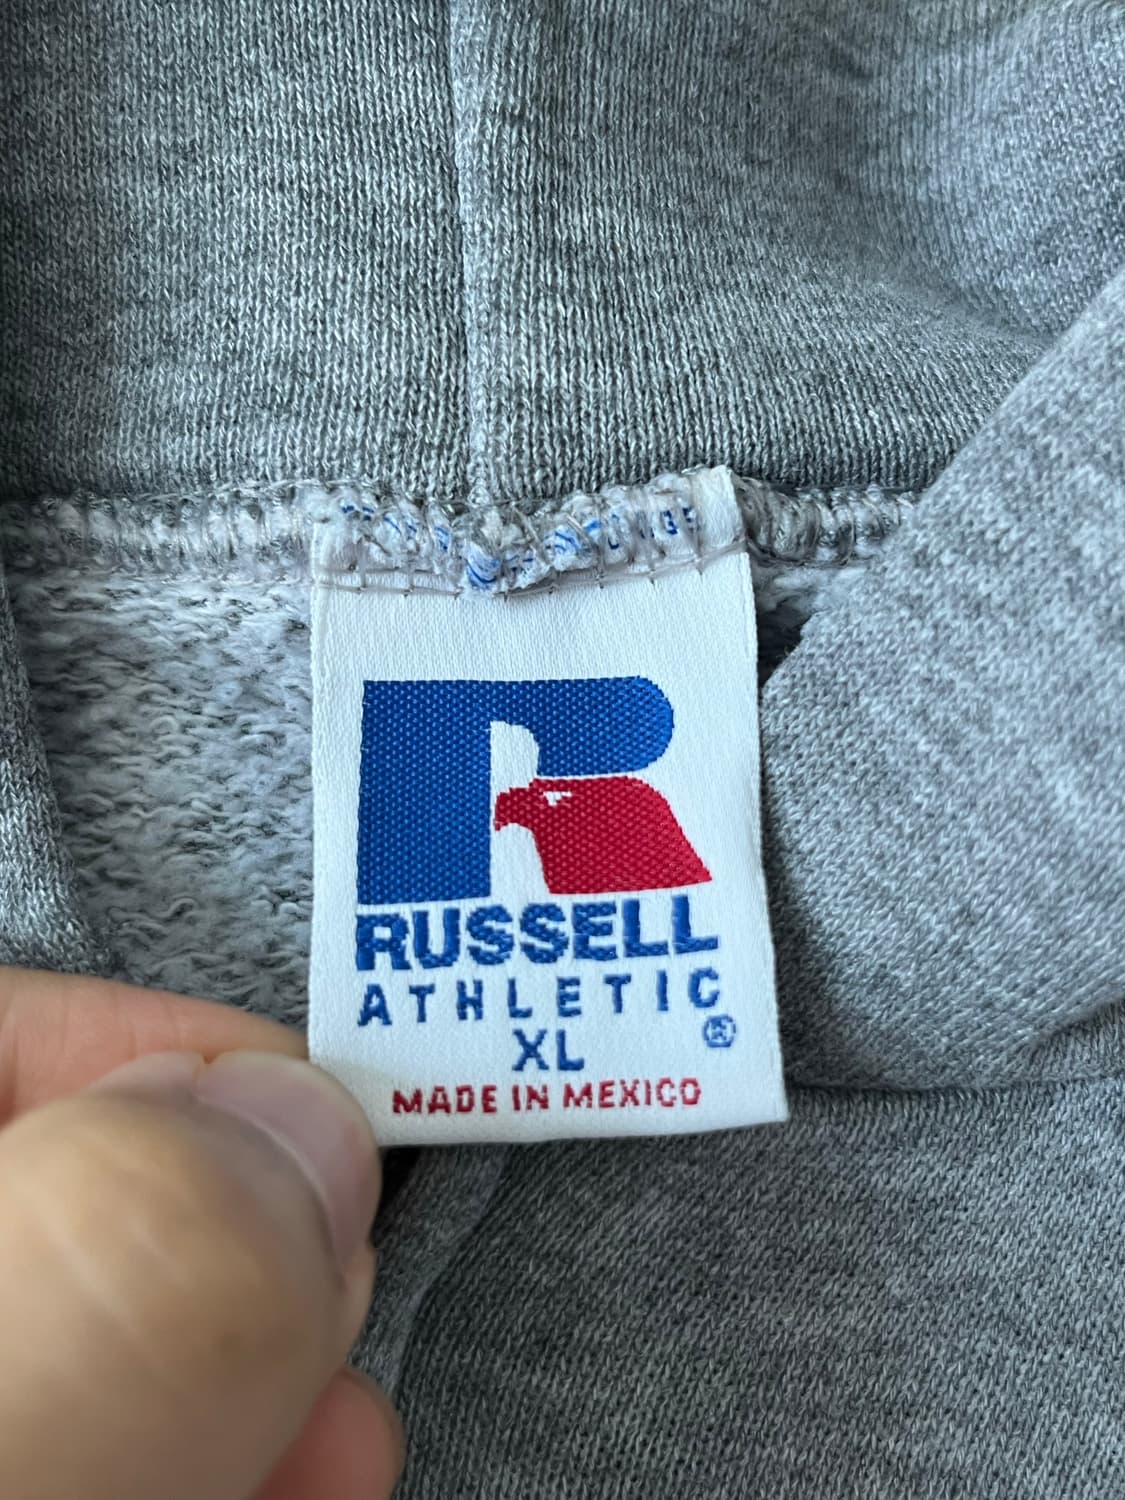 RUSSELL
ATHLETIC
®
XL
MADE IN MEXICO